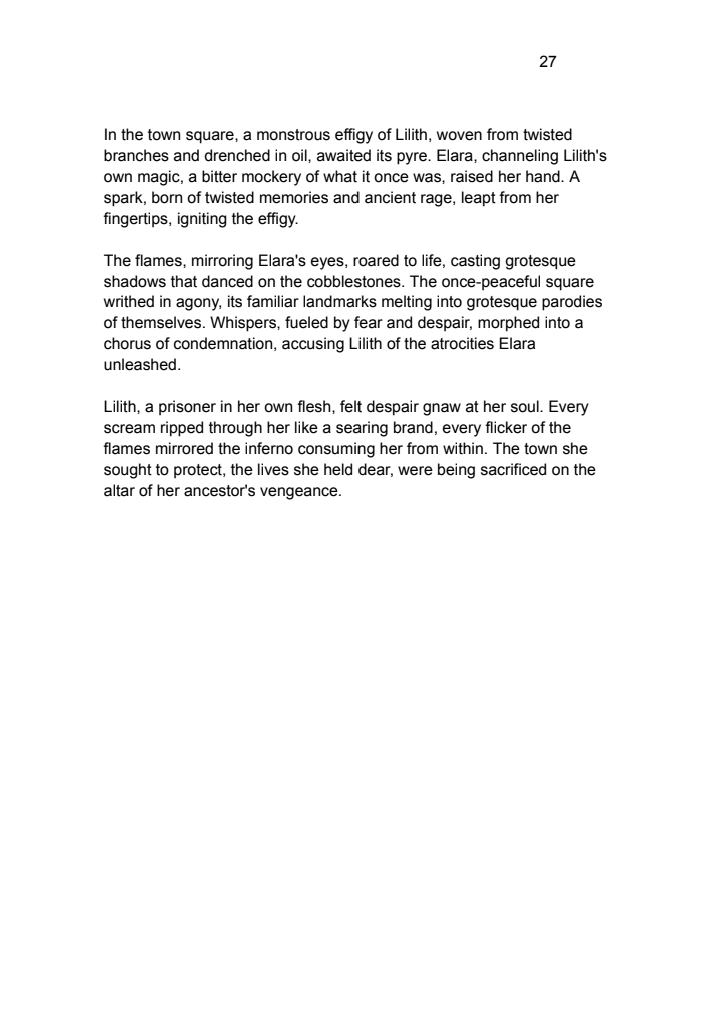 27
In the town square, a monstrous effigy of Lilith, woven from twisted
branches and drenched in oil, awaited its pyre. Elara, channeling Lilith's
own magic, a bitter mockery of what it once was, raised her hand. A
spark, born of twisted memories and ancient rage, leapt from her
fingertips, igniting the effigy.
The flames, mirroring Elara's eyes, roared to life, casting grotesque
shadows that danced on the cobblestones. The once-peaceful square
writhed in agony, its familiar landmarks melting into grotesque parodies
of themselves. Whispers, fueled by fear and despair, morphed into a
chorus of condemnation, accusing Lilith of the atrocities Elara
unleashed.
Lilith, a prisoner in her own flesh, felt despair gnaw at her soul. Every
scream ripped through her like a searing brand, every flicker of the
flames mirrored the inferno consuming her from within. The town she
sought to protect, the lives she held dear, were being sacrificed on the
altar of her ancestor's vengeance.